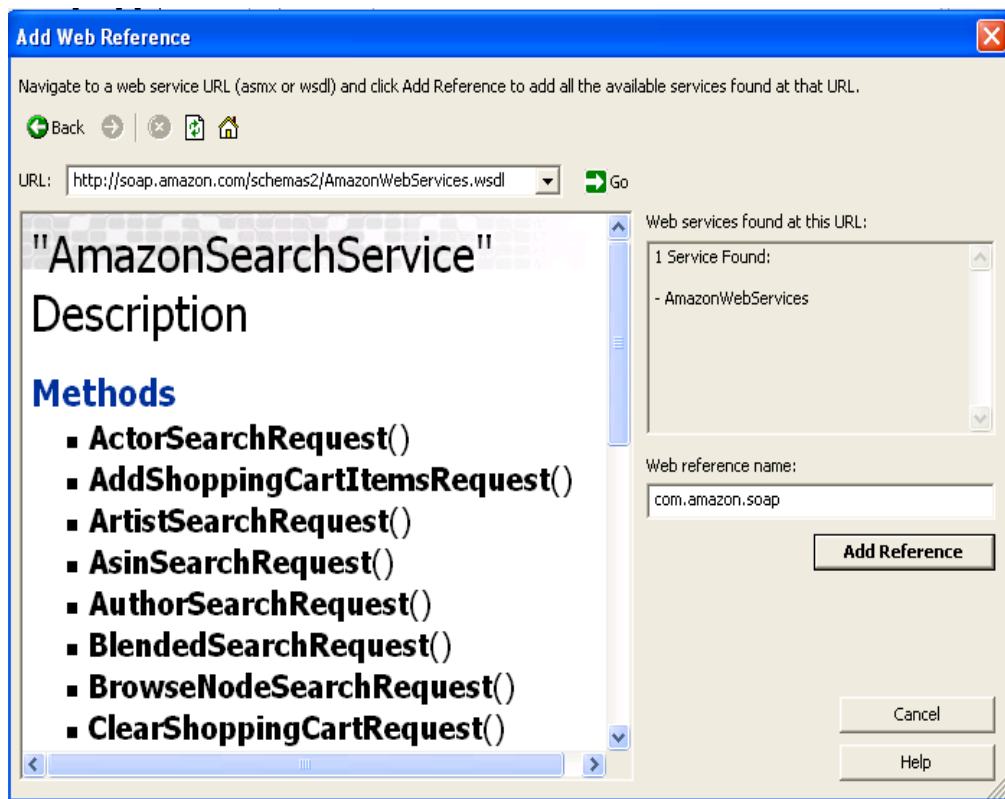 Add Web Reference
Navigate to a web service URL (asmx or wsdl) and click Add Reference to add all the available services found at that URL.
Back
URL: http://soap.amazon.com/schemas2/AmazonWebServices.wsdl Go
"AmazonSearchService"
Description
Methods
ActorSearchRequest()
AddShoppingCartItemsRequest()
ArtistSearchRequest()
AsinSearchRequest()
AuthorSearchRequest()
BlendedSearchRequest()
BrowseNodeSearchRequest()
ClearShoppingCartRequest()
Web services found at this URL:
1 Service Found:
- AmazonWebServices
Web reference name:
com.amazon.soap
Add Reference
Cancel
Help